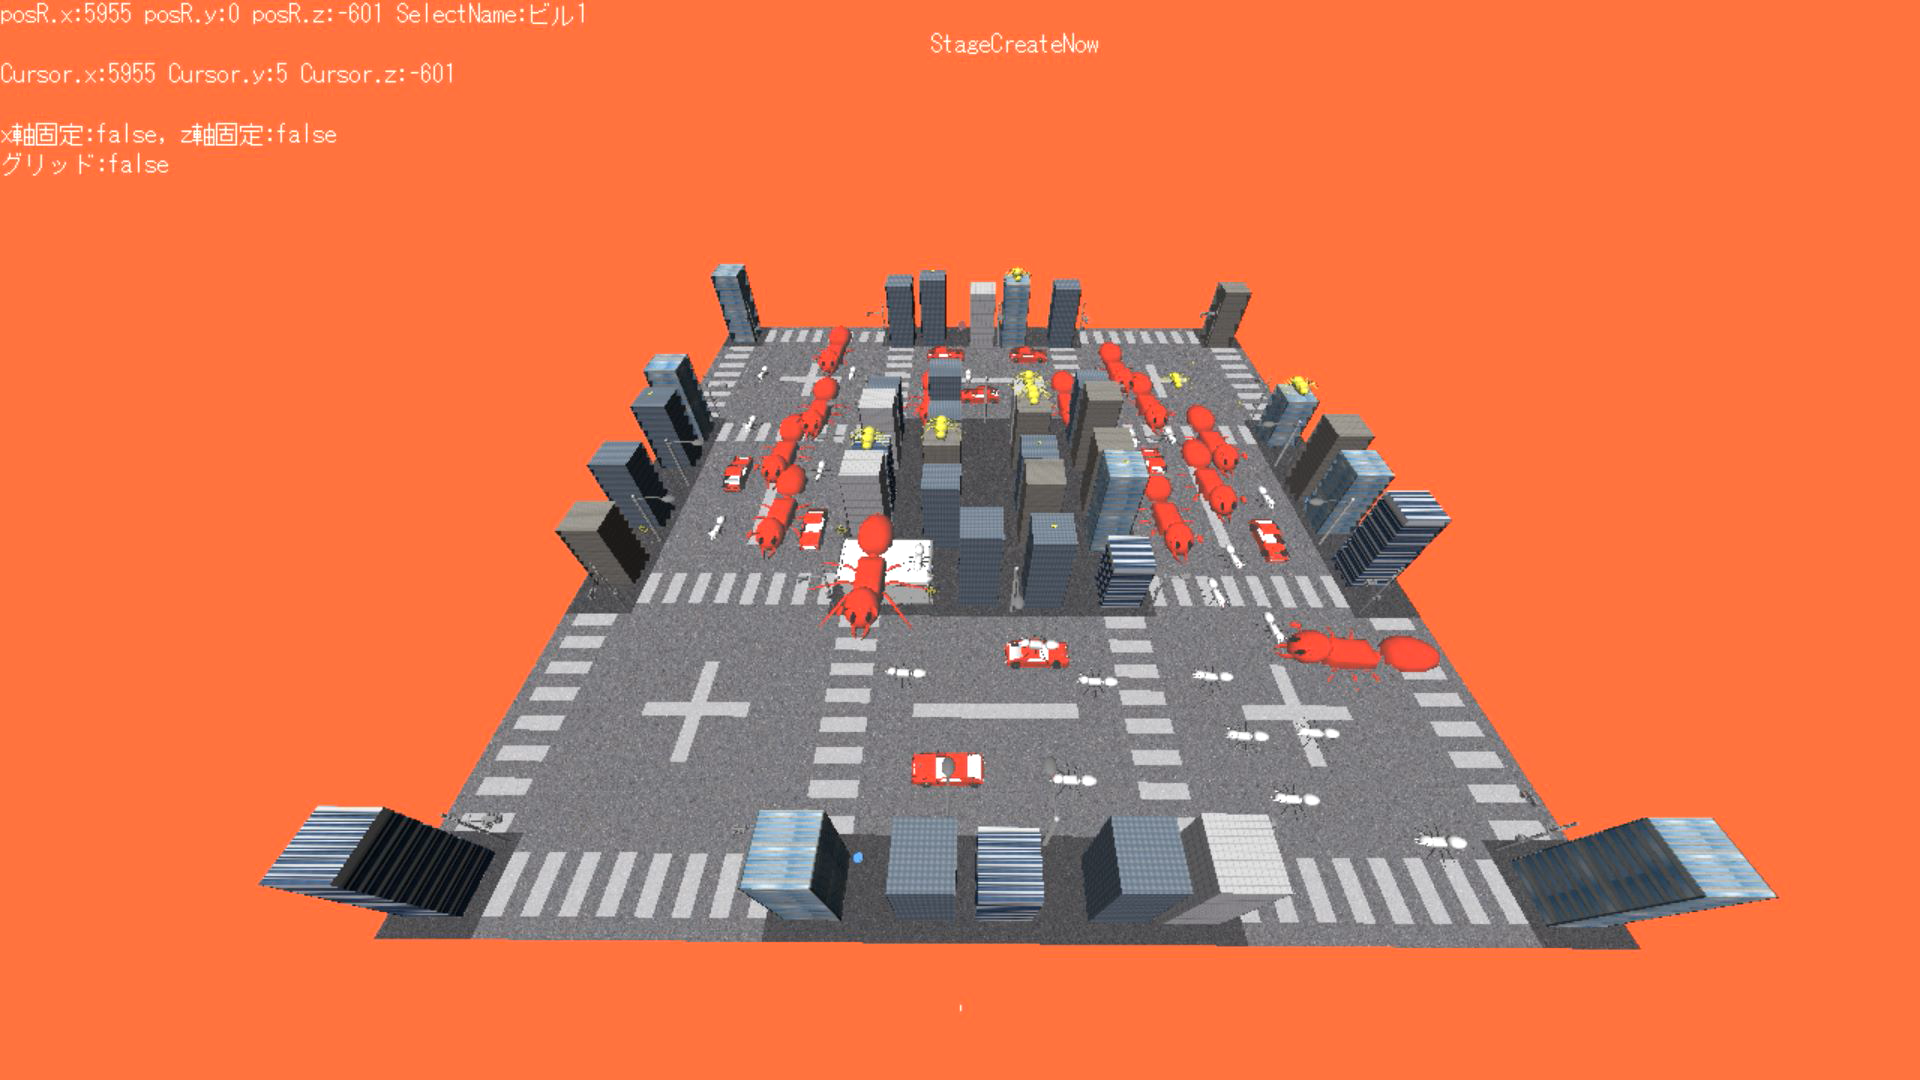 posR.x:5955 posR.y:0 posR.z:-601 SelectName:ビル1
StageCreateNow
Cursor.x:5955 Cursor.y:5 Cursor.z:-601
x軸固定:false, z軸固定:false
グリッド:false